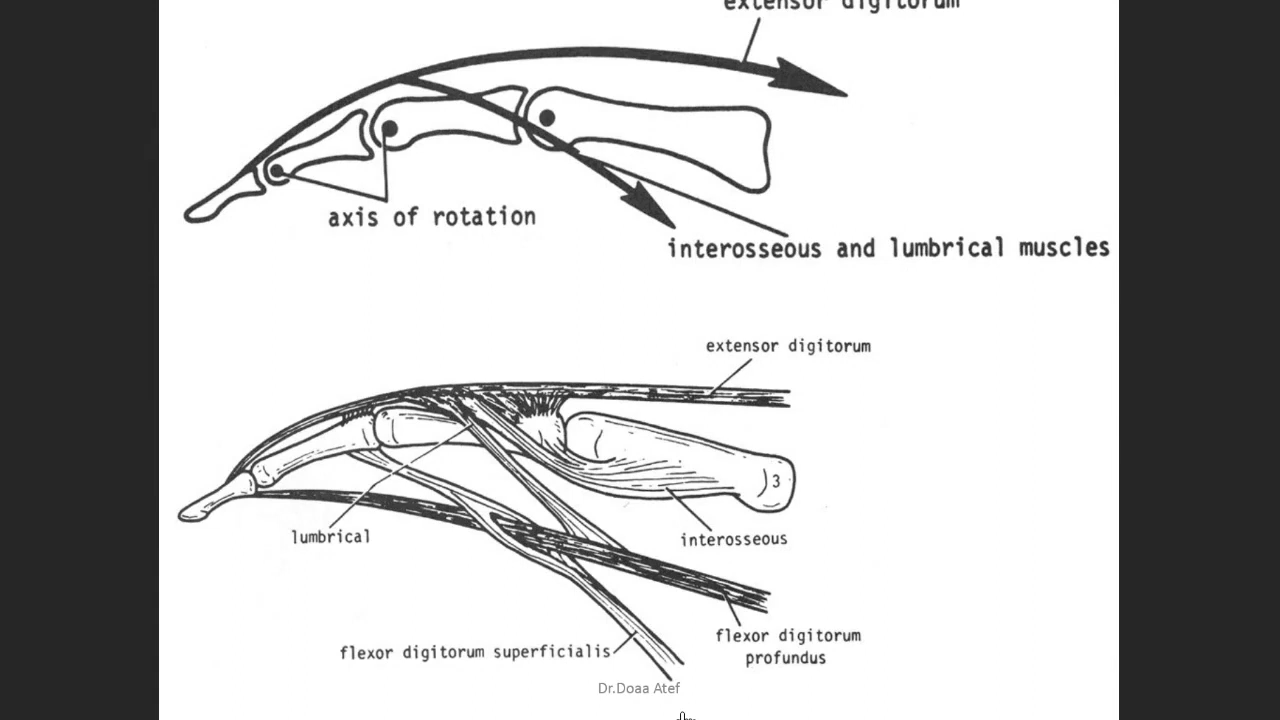 extensor digitorum
axis of rotation
interosseous and lumbrical muscles
extensor digitorum
3
lumbrical
interosseous
flexor digitorum
profundus
flexor digitorum superficialis
Dr.Doaa Atef